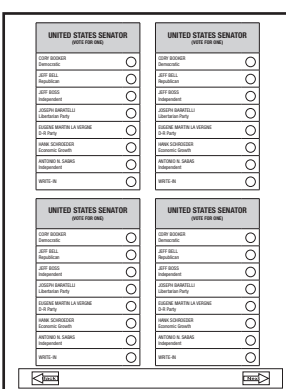 UNITED STATES SENATOR
(VOTE FOR ONE)
CORY BOOKER
Democratic
JEFF BELL
Republican
JEFF BOSS
Independent
JOSEPH BARATELLI
Libertarian Party
EUGENE MARTIN LA VERGNE
D-R Party
HANK SCHROEDER
Economic Growth
ANTONIO N. SABAS
Independent
WRITE-IN
UNITED STATES SENATOR
(VOTE FOR ONE)
CORY BOOKER
Democratic
JEFF BELL
Republican
JEFF BOSS
Independent
JOSEPH BARATELLI
Libertarian Party
EUGENE MARTIN LA VERGNE
D-R Party
HANK SCHROEDER
Economic Growth
ANTONIO N. SABAS
Independent
WRITE-IN
UNITED STATES SENATOR
(VOTE FOR ONE)
CORY BOOKER
Democratic
JEFF BELL
Republican
JEFF BOSS
Independent
JOSEPH BARATELLI
Libertarian Party
EUGENE MARTIN LA VERGNE
D-R Party
HANK SCHROEDER
Economic Growth
ANTONIO N. SABAS
Independent
WRITE-IN
UNITED STATES SENATOR
(VOTE FOR ONE)
CORY BOOKER
Democratic
JEFF BELL
Republican
JEFF BOSS
Independent
JOSEPH BARATELLI
Libertarian Party
EUGENE MARTIN LA VERGNE
D-R Party
HANK SCHROEDER
Economic Growth
ANTONIO N. SABAS
Independent
WRITE-IN
Back
Next